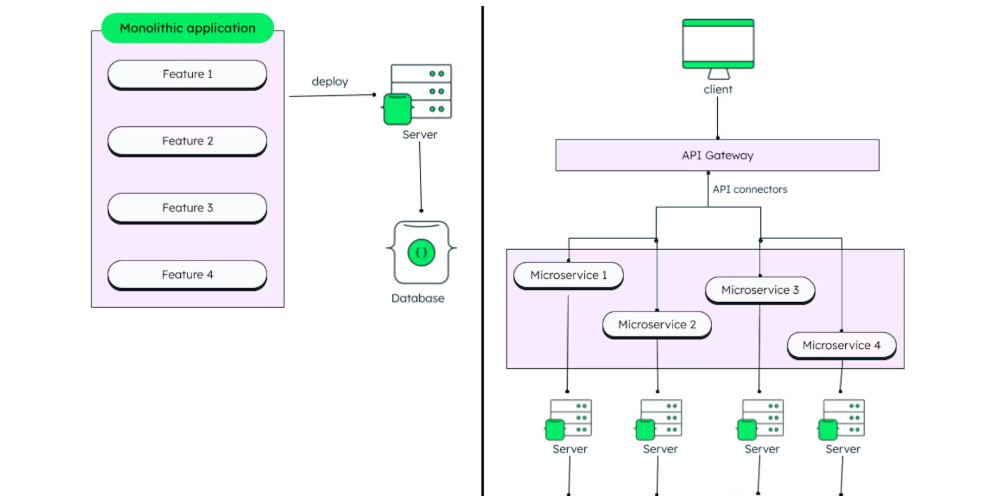 Monolithic application
Feature 1
Feature 2
Feature 3
Feature 4
deploy
Server
{ }
Database
client
API Gateway
API connectors
Microservice 1
Microservice 2
Microservice 3
Microservice 4
Server
Server
Server
Server